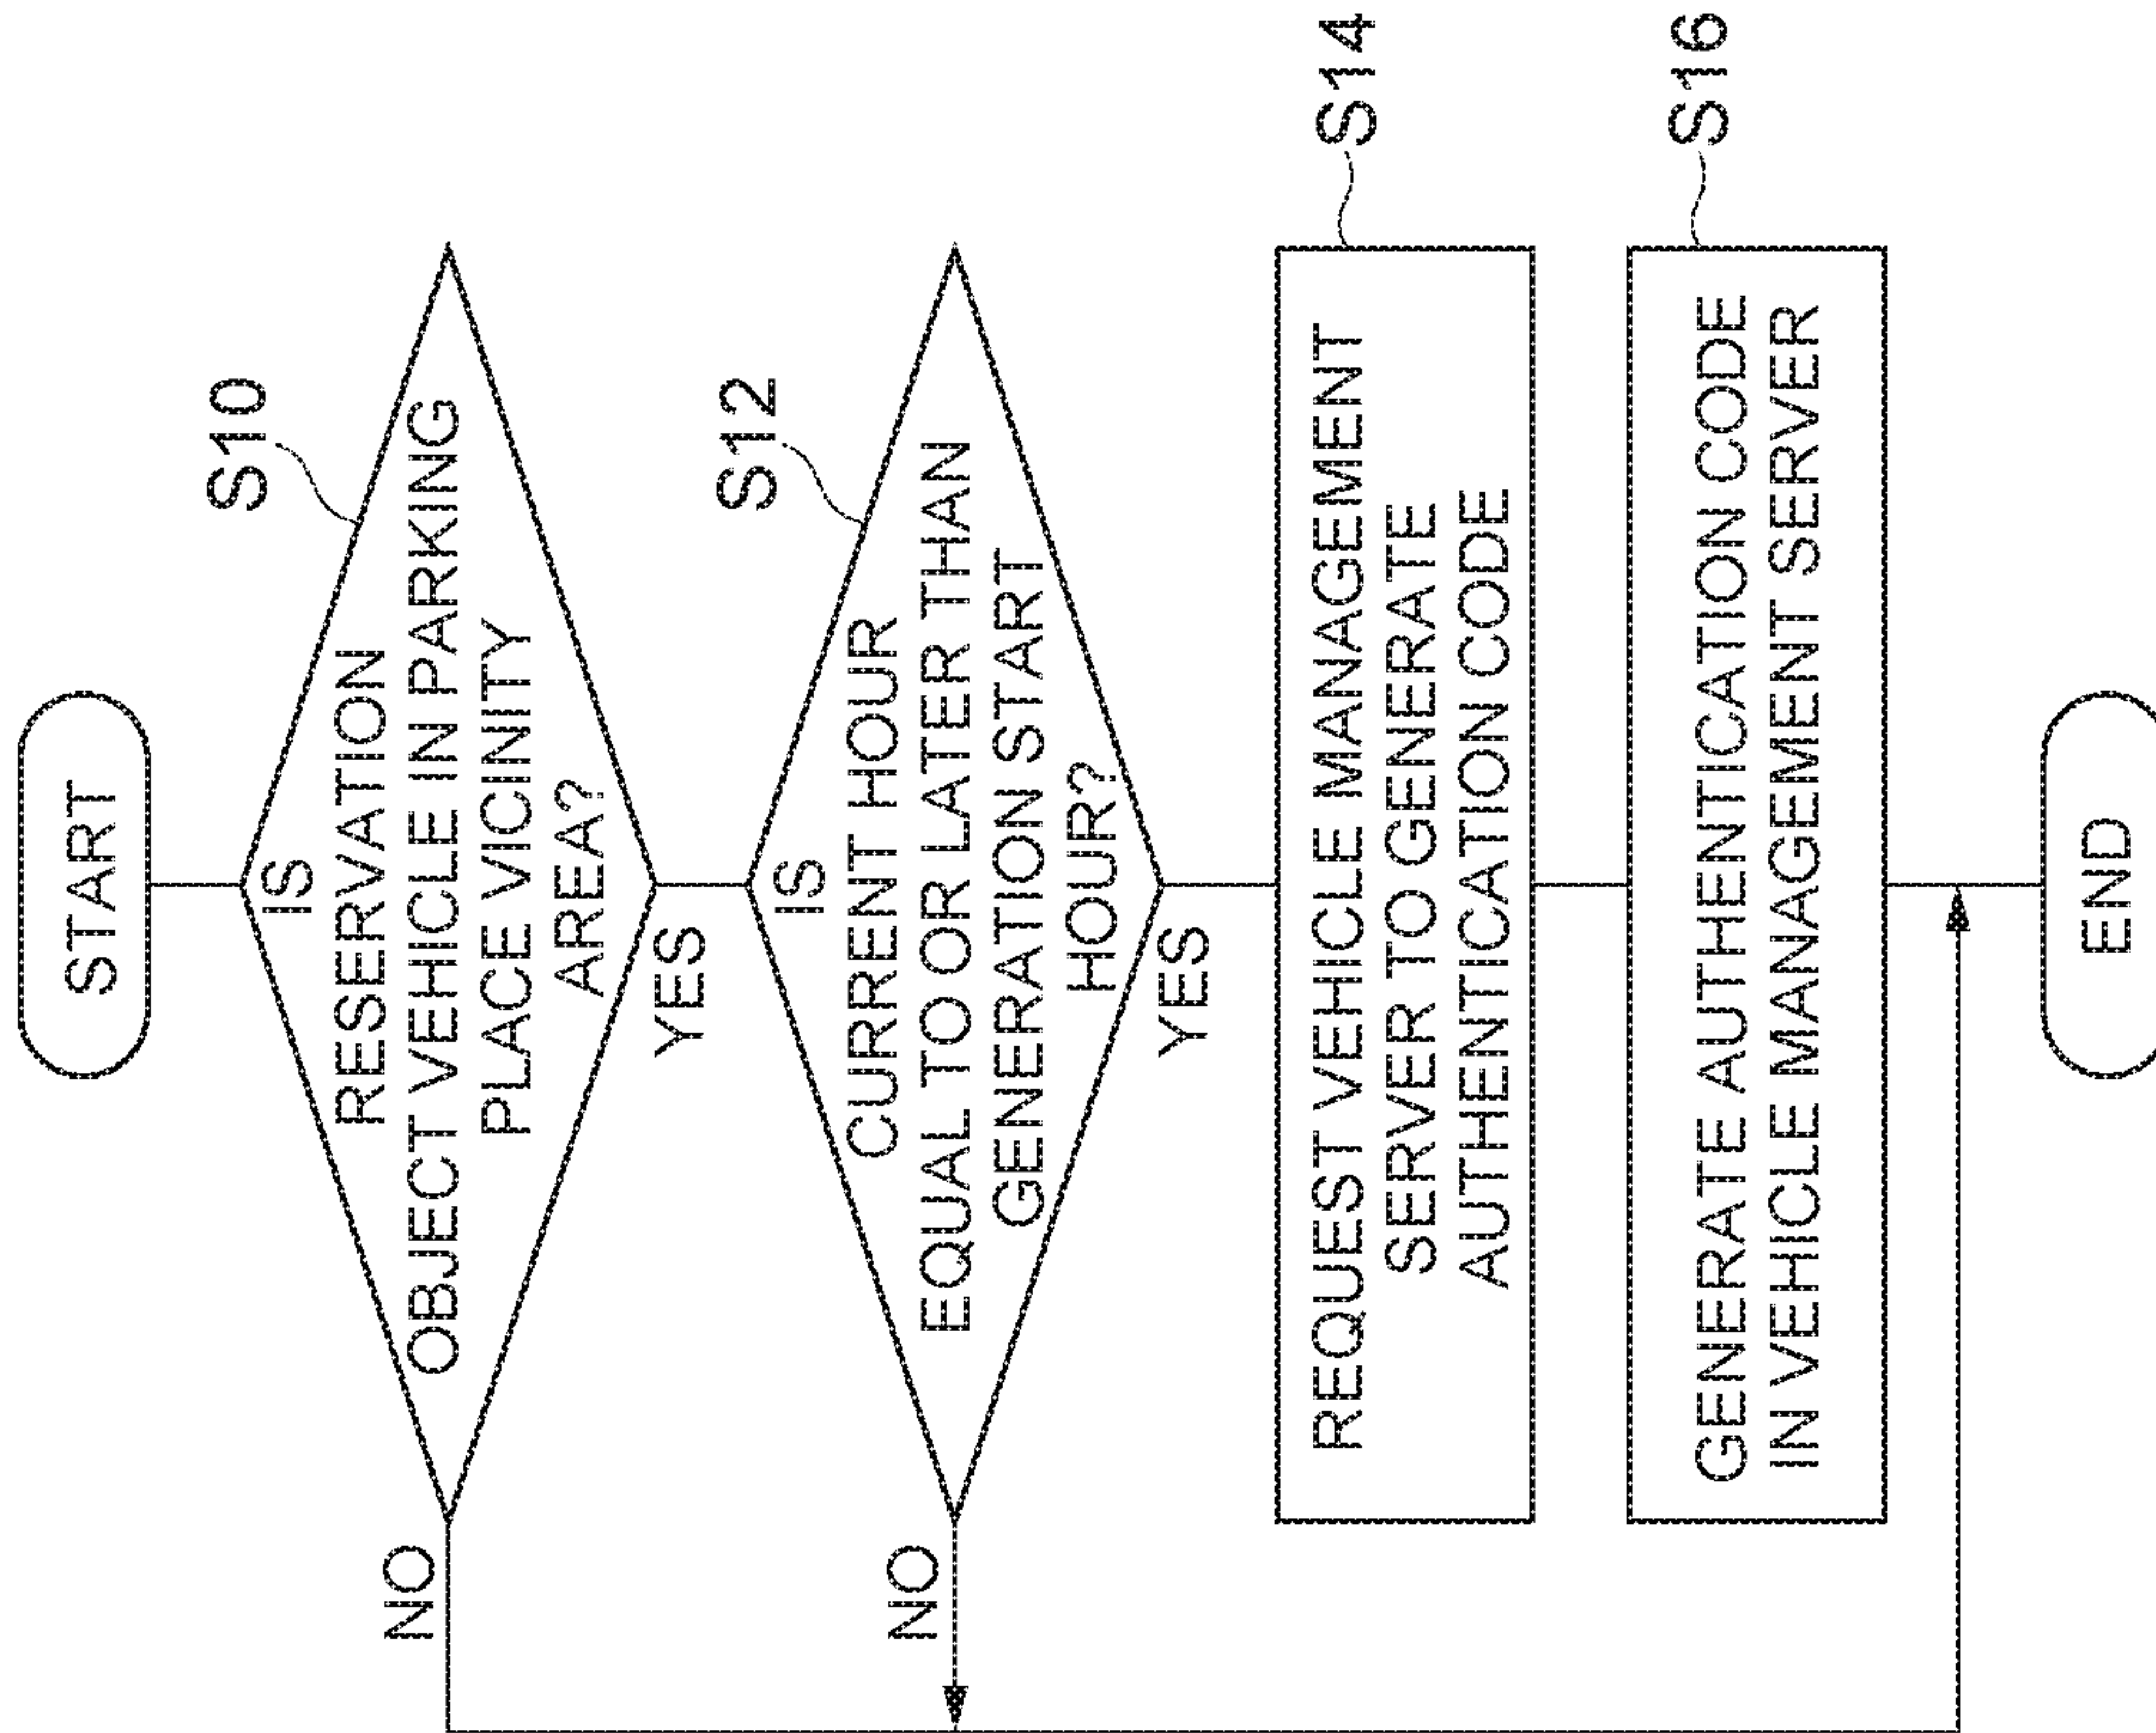 START
S10
IS
RESERVATION
OBJECT VEHICLE IN PARKING
PLACE VICINITY
AREA?
NO
YES
S12
IS
CURRENT HOUR
EQUAL TO OR LATER THAN
GENERATION START
HOUR?
NO
YES
S14
REQUEST VEHICLE MANAGEMENT
SERVER TO GENERATE
AUTHENTICATION CODE
S16
GENERATE AUTHENTICATION CODE
IN VEHICLE MANAGEMENT SERVER
END